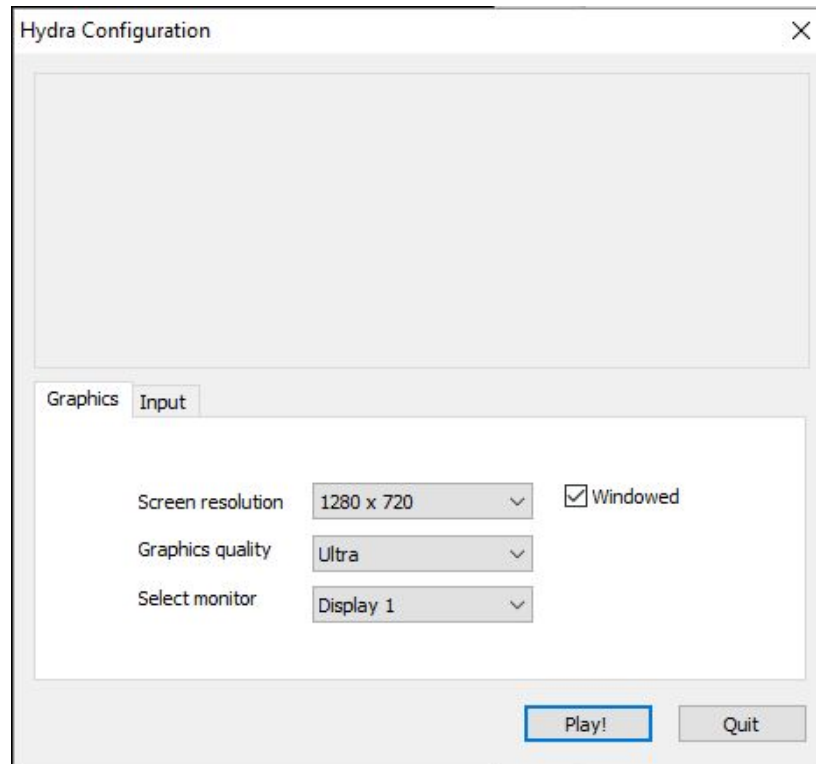 Hydra Configuration
Graphics
Input
Screen resolution
1280 x 720
Windowed
Graphics quality
Ultra
Select monitor
Display 1
Play!
Quit